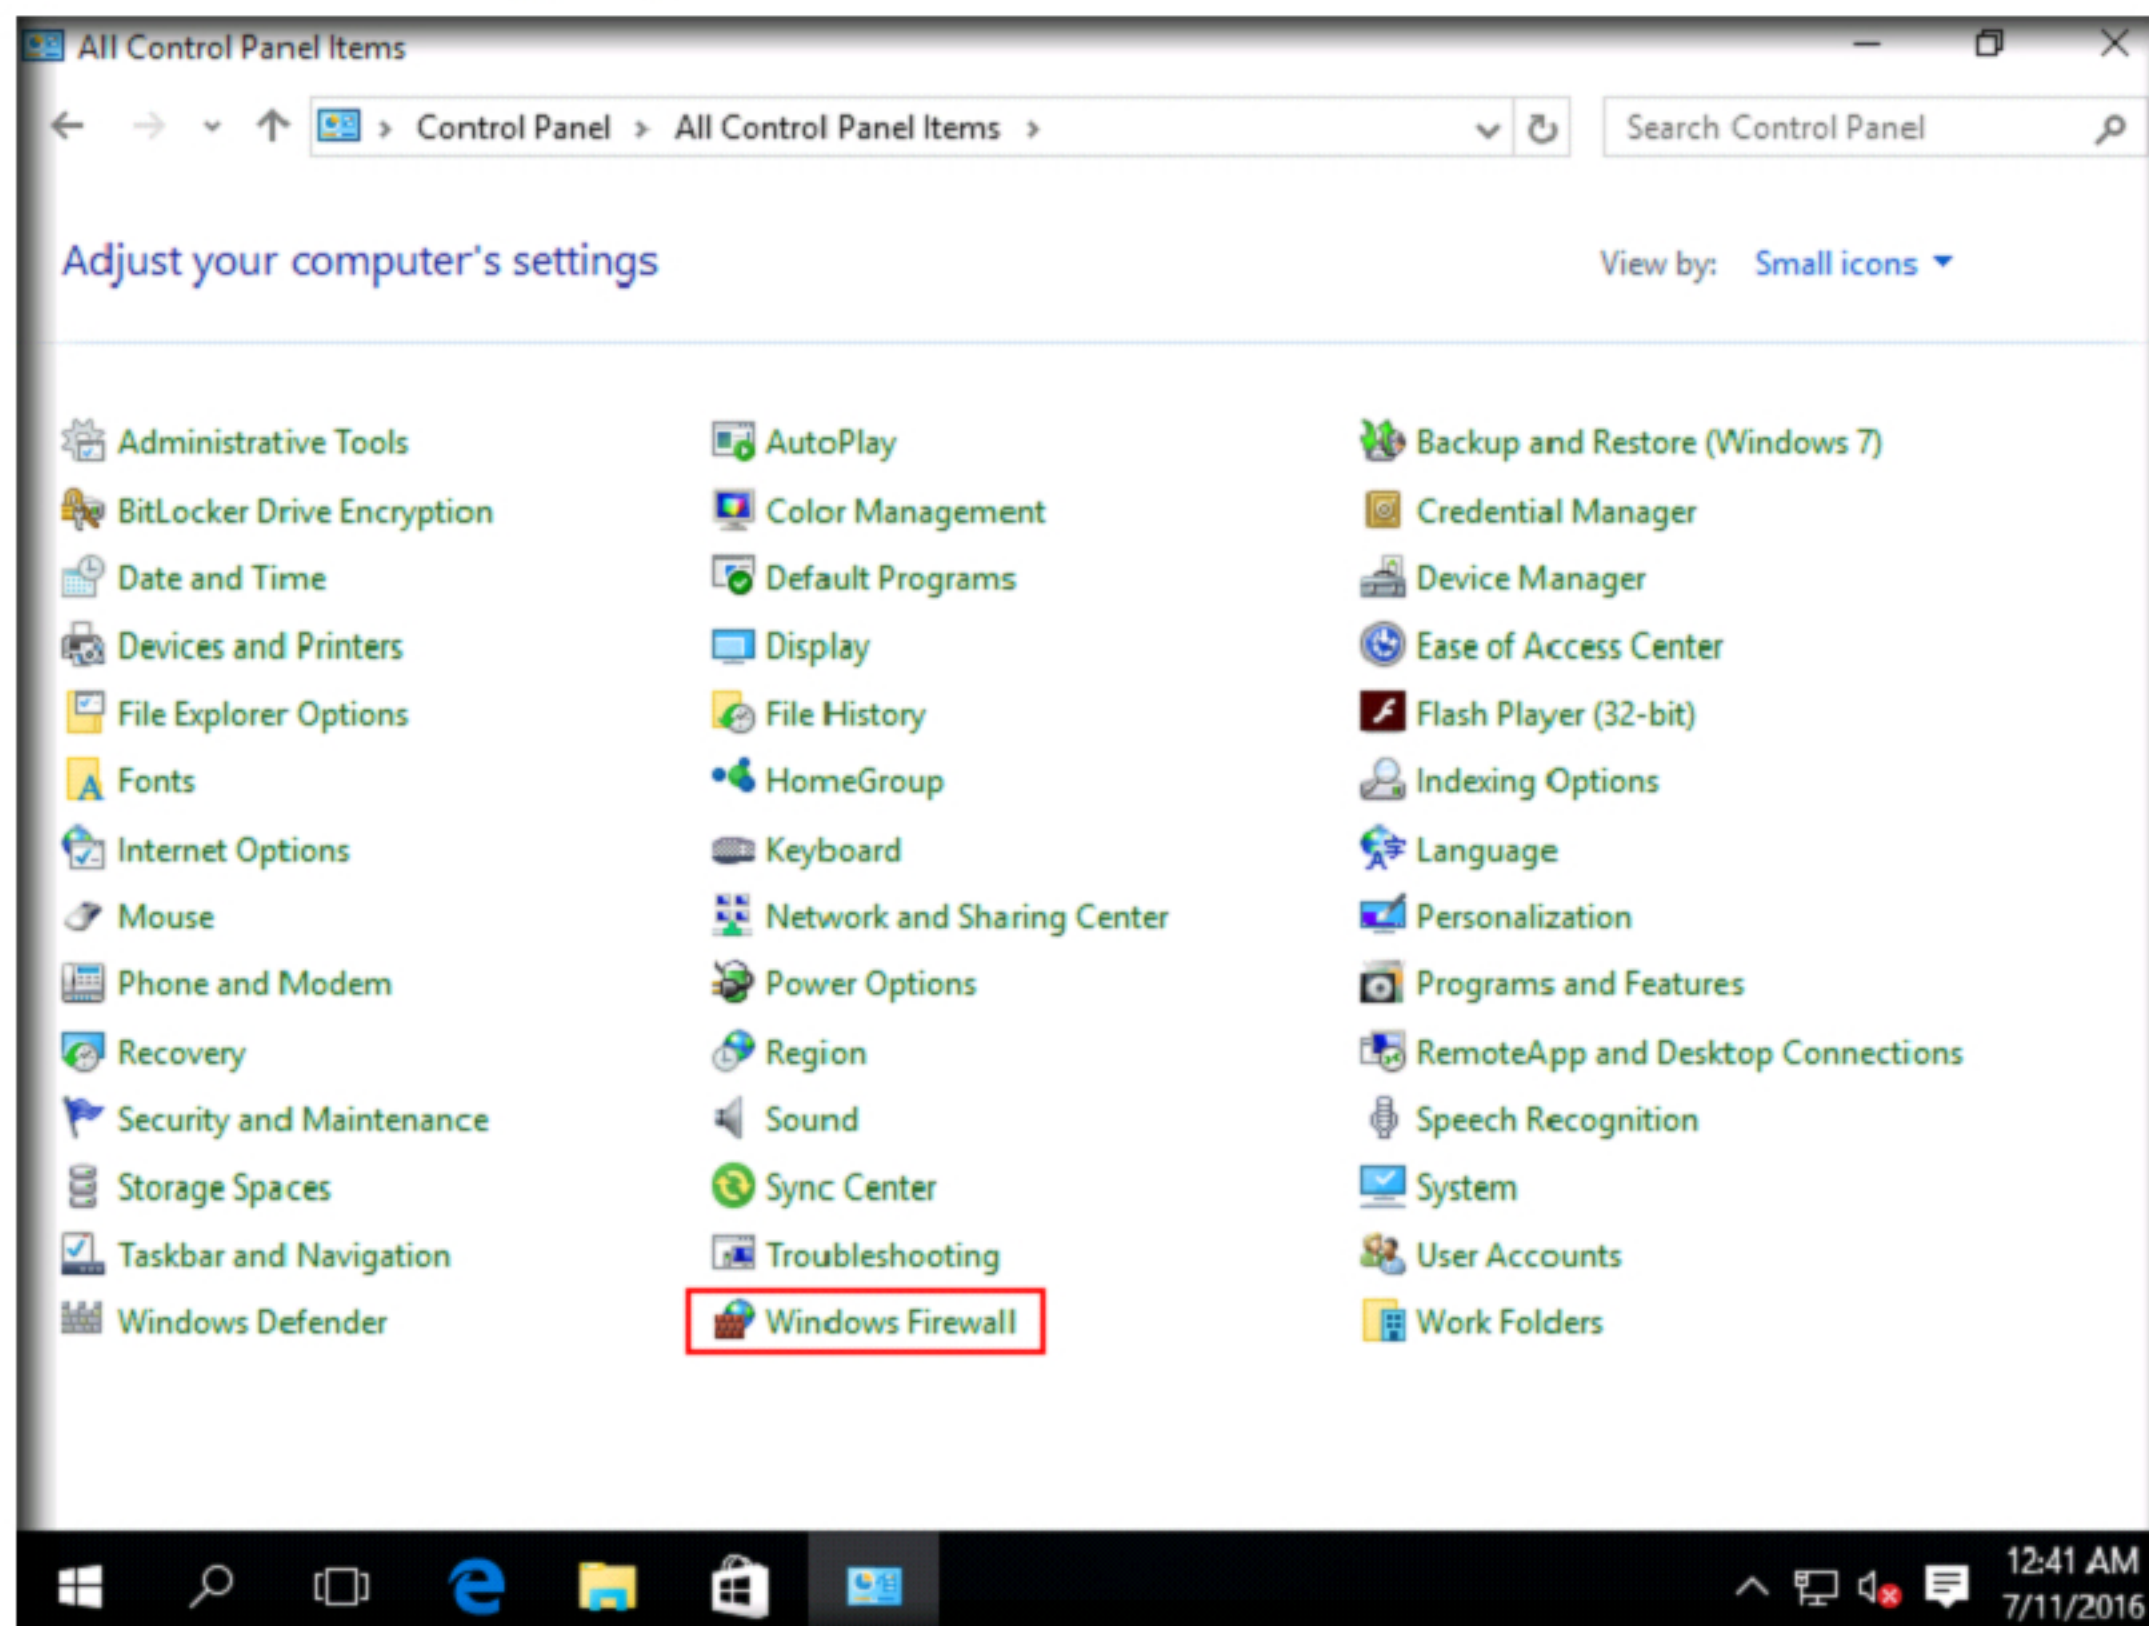 All Control Panel Items
Control Panel > All Control Panel Items >
Search Control Panel
Adjust your computer's settings
View by: Small icons
Administrative Tools
AutoPlay
Backup and Restore (Windows 7)
BitLocker Drive Encryption
Color Management
Credential Manager
Date and Time
Default Programs
Device Manager
Devices and Printers
Display
Ease of Access Center
File Explorer Options
File History
Flash Player (32-bit)
Fonts
HomeGroup
Indexing Options
Internet Options
Keyboard
Language
Mouse
Network and Sharing Center
Personalization
Phone and Modem
Power Options
Programs and Features
Recovery
Region
RemoteApp and Desktop Connections
Security and Maintenance
Sound
Speech Recognition
Storage Spaces
Sync Center
System
Taskbar and Navigation
Troubleshooting
User Accounts
Windows Defender
Windows Firewall
Work Folders
12:41 AM
7/11/2016